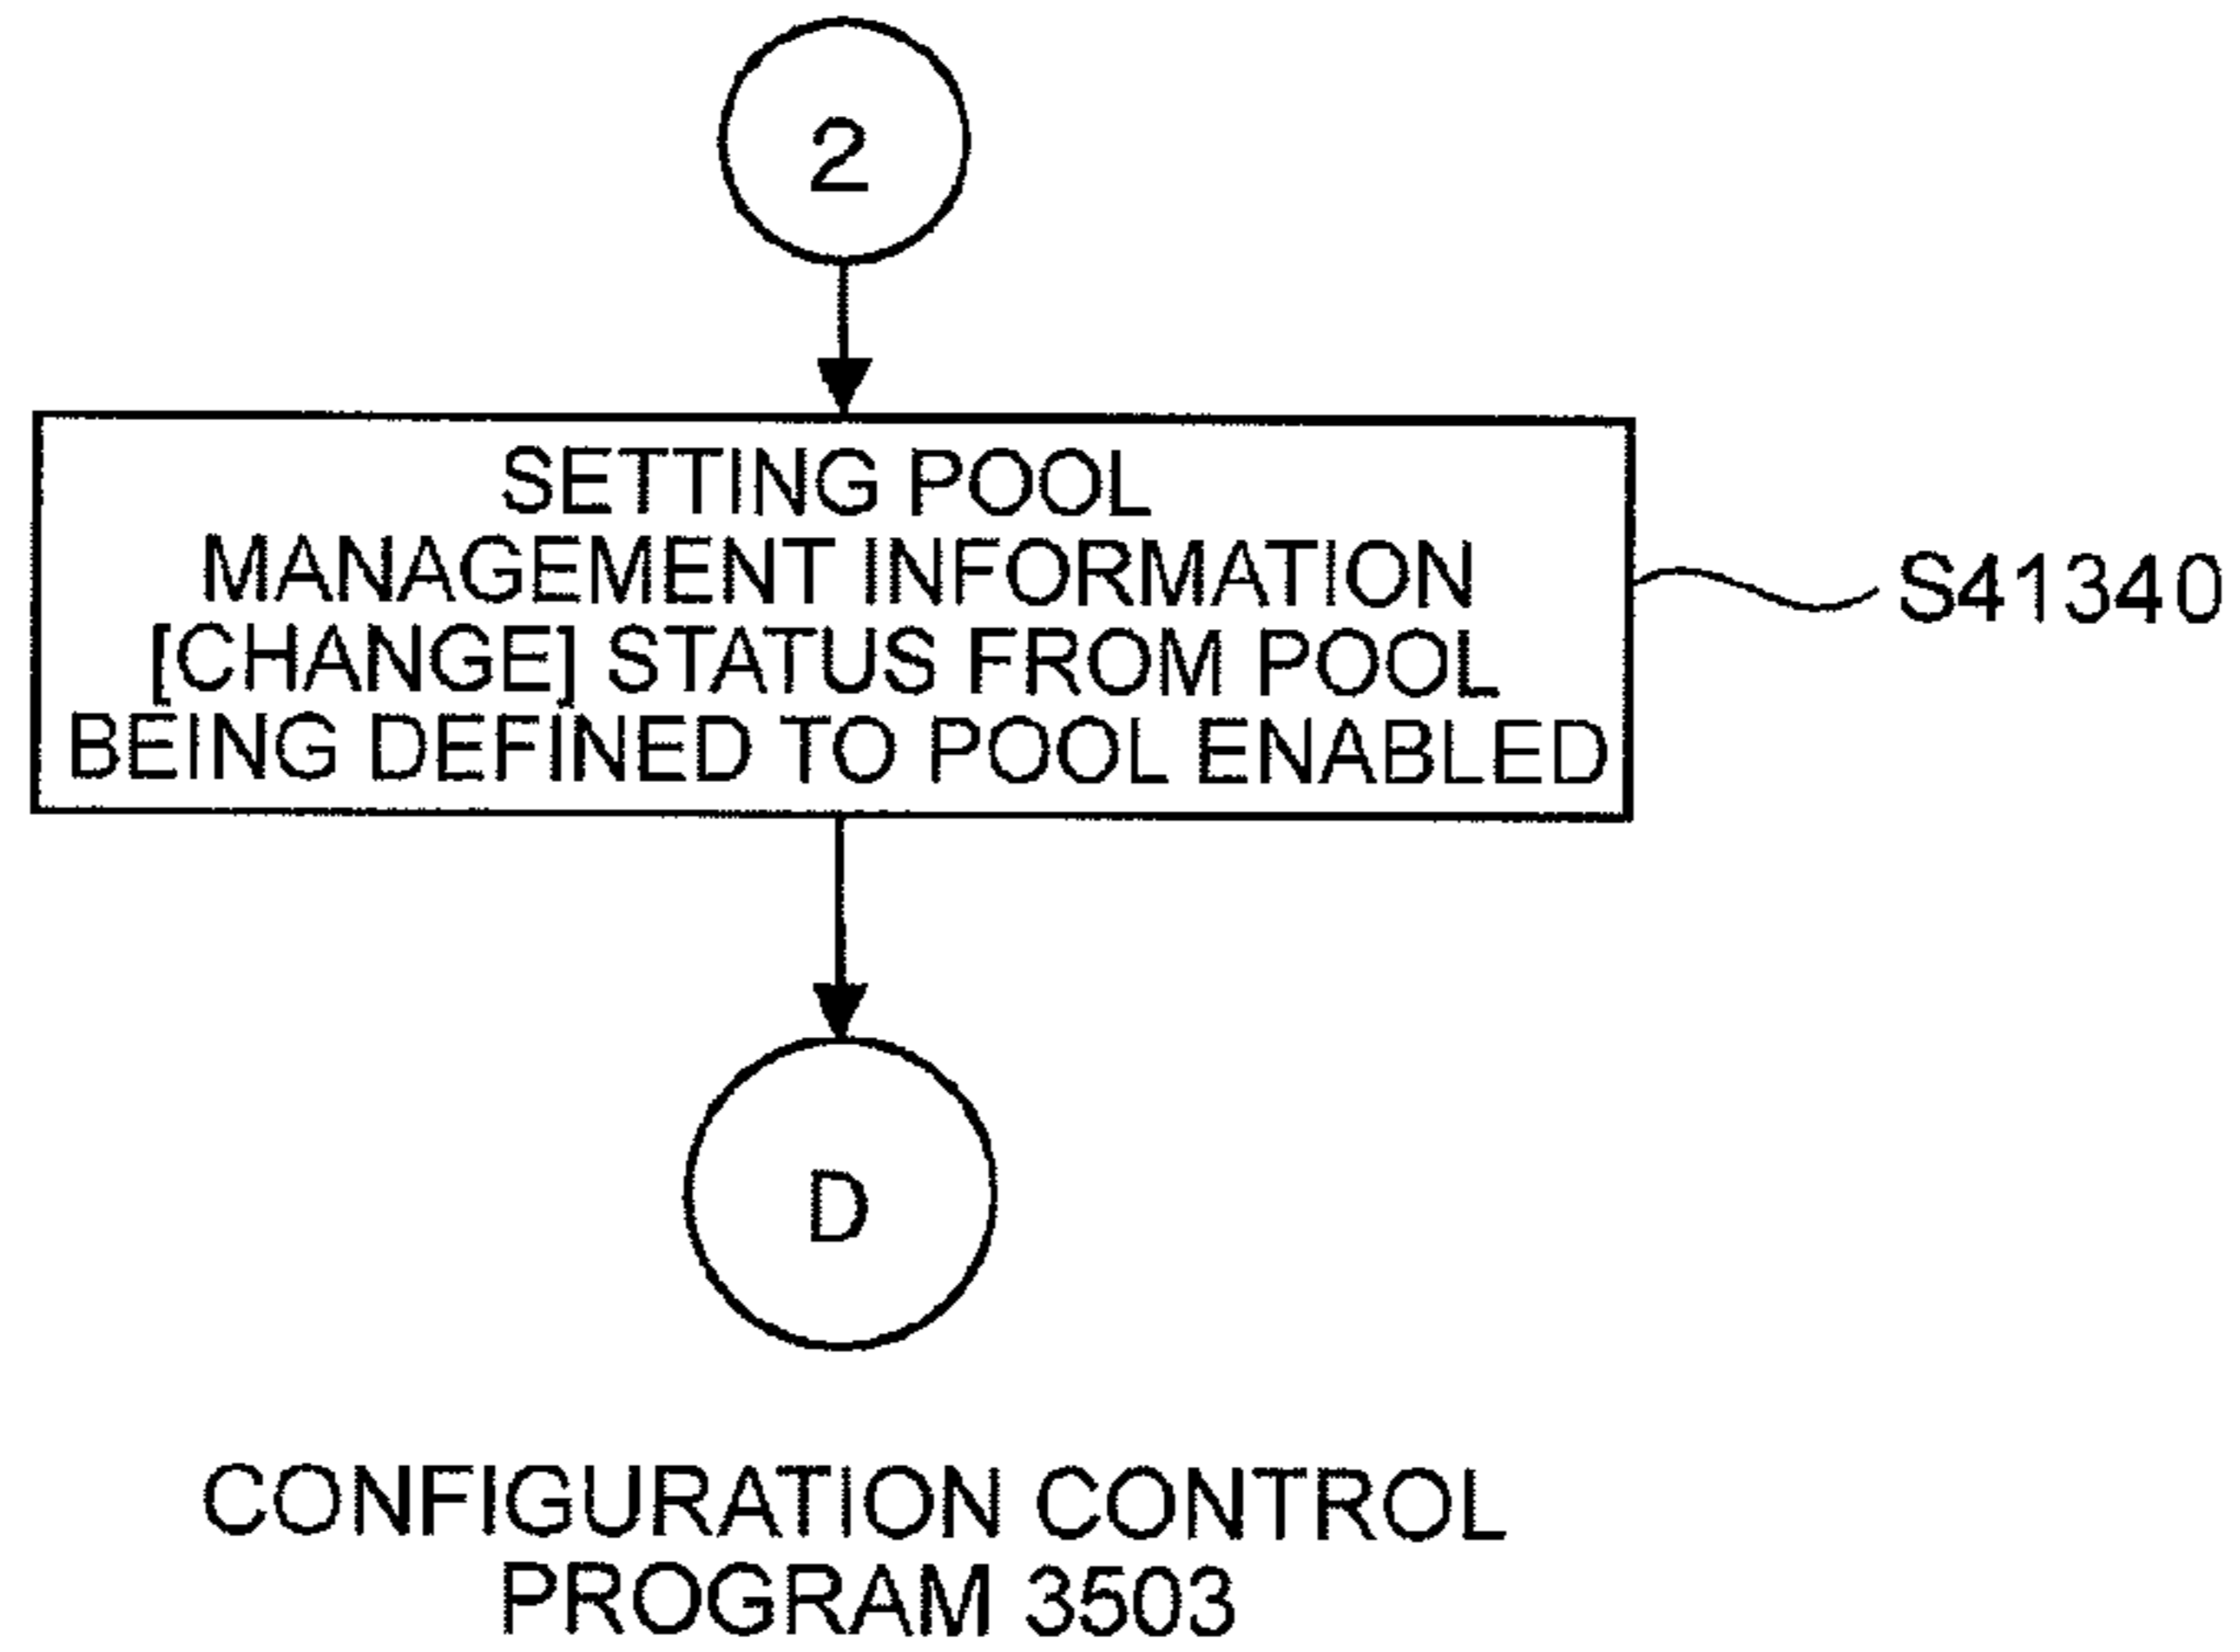 2
SETTING POOL
MANAGEMENT INFORMATION
[CHANGE] STATUS FROM POOL
BEING DEFINED TO POOL ENABLED
S41340
D
CONFIGURATION CONTROL
PROGRAM 3503